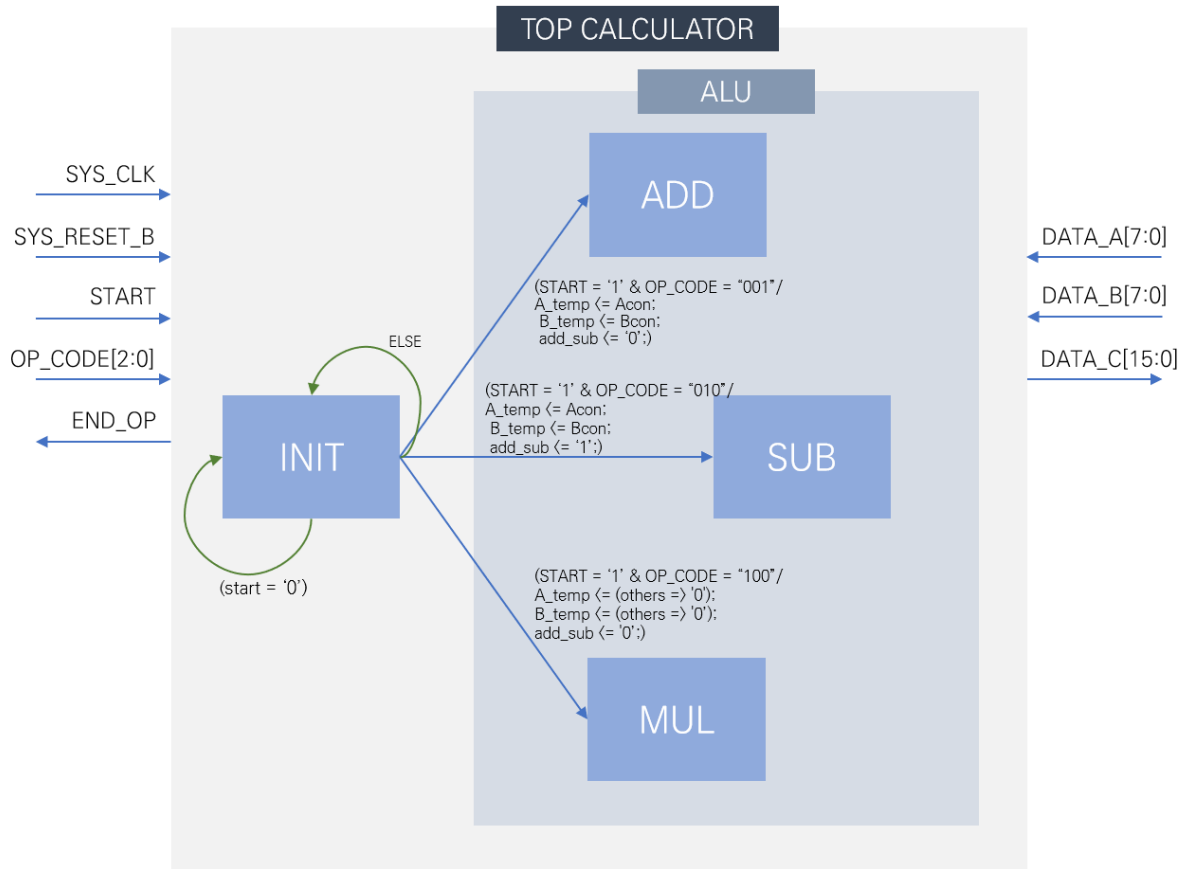 TOP CALCULATOR
ALU
SYS_CLK
SYS_RESET_B
START
OP_CODE[2:0]
END_OP
ADD
(START = ‘1’ & OP_CODE = “001”/
A_temp <= Acon;
B_temp <= Bcon;
add_sub <= ‘0’;)
ELSE
(START = ‘1’ & OP_CODE = “010”/
A_temp <= Acon;
B_temp <= Bcon;
add_sub <= ‘1’;)
INIT
SUB
(start = ‘0’)
(START = ‘1’ & OP_CODE = “100”/
A_temp <= (others => '0');
B_temp <= (others => '0');
add_sub <= '0';)
MUL
DATA_A[7:0]
DATA_B[7:0]
DATA_C[15:0]